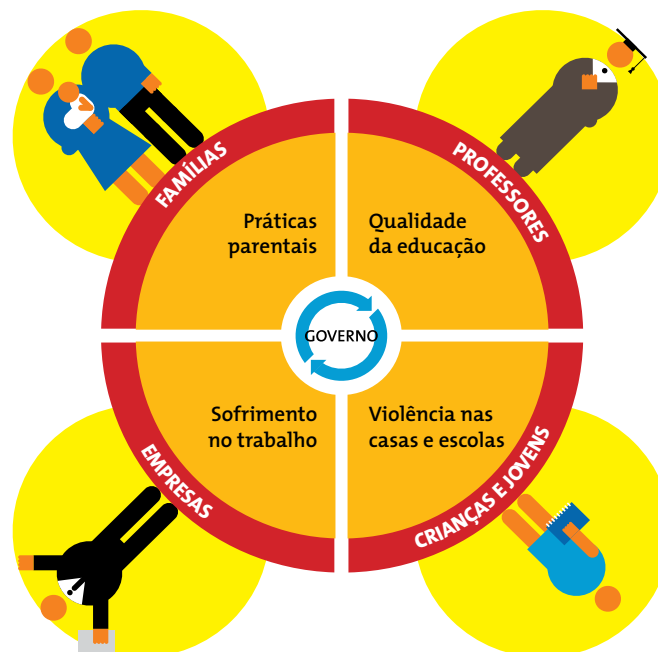 FAMÍLIAS
PROFESSORES
Práticas
parentais
Qualidade
da educação
GOVERNO
Sofrimento
no trabalho
Violência nas
casas e escolas
EMPRESAS
CRIANÇAS E JOVENS